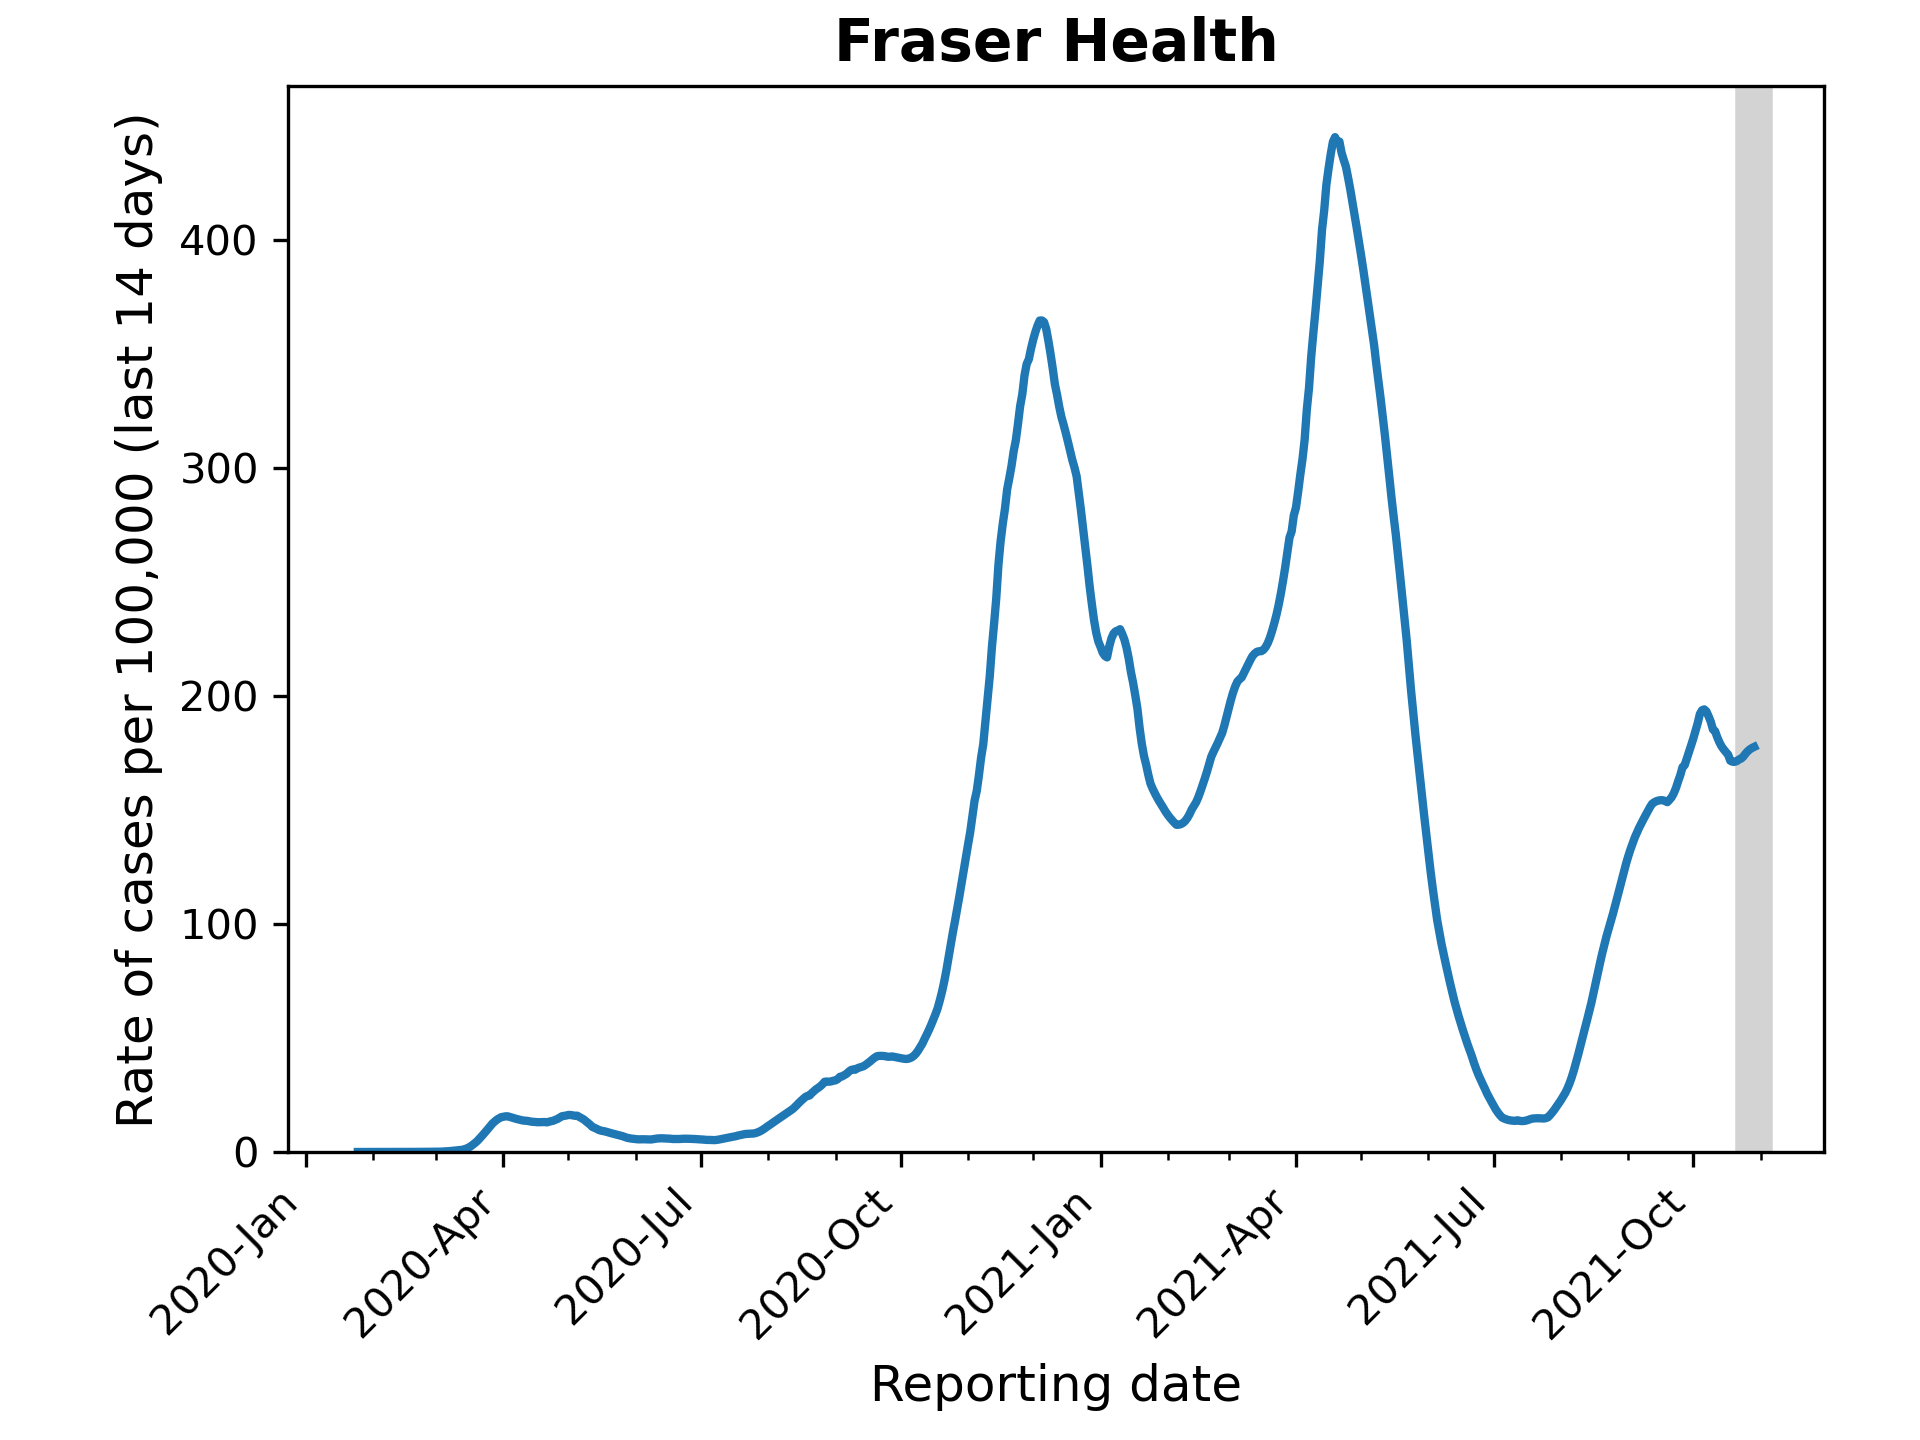 Fraser Health
Rate of cases per 100,000 (last 14 days)
400
300
200
100
0
2020-Jan
2020-Apr
2020-Jul
2020-Oct
2021-Jan
2021-Apr
2021-Jul
2021-Oct
Reporting date